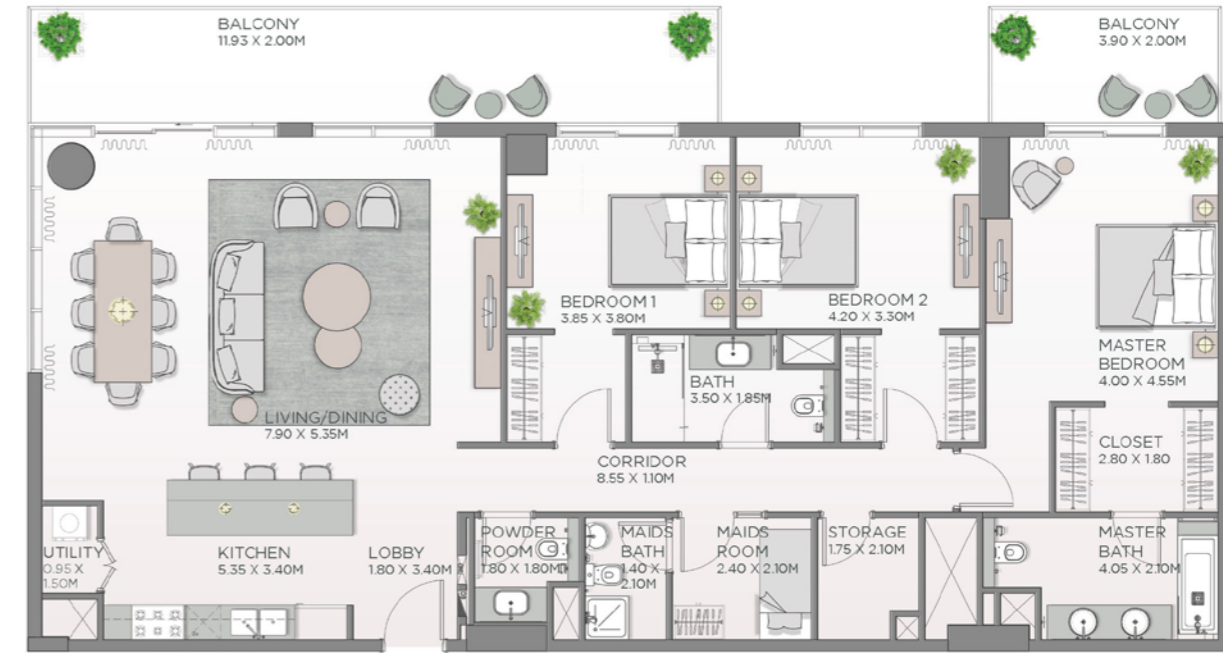 BALCONY
11.93 X 2.00M
BALCONY
3.90 X 2.00M
BEDROOM 1
3.85 X 3.80M
BEDROOM 2
4.20 X 3.30M
MASTER
BEDROOM
4.00 X 4.55M
BATH
3.50 X 1.85M
LIVING/DINING
7.90 X 5.35M
CLOSET
2.80 X 1.80
CORRIDOR
8.55 X 1.10M
UTILITY
0.95 X
1.50M
KITCHEN
5.35 X 3.40M
LOBBY
1.80 X 3.40M
POWDER
ROOM
1.80 X 1.80M
MAIDS
BATH
1.40 X
2.10M
MAIDS
ROOM
2.40 X 2.10M
STORAGE
1.75 X 2.10M
MASTER
BATH
4.05 X 2.10M